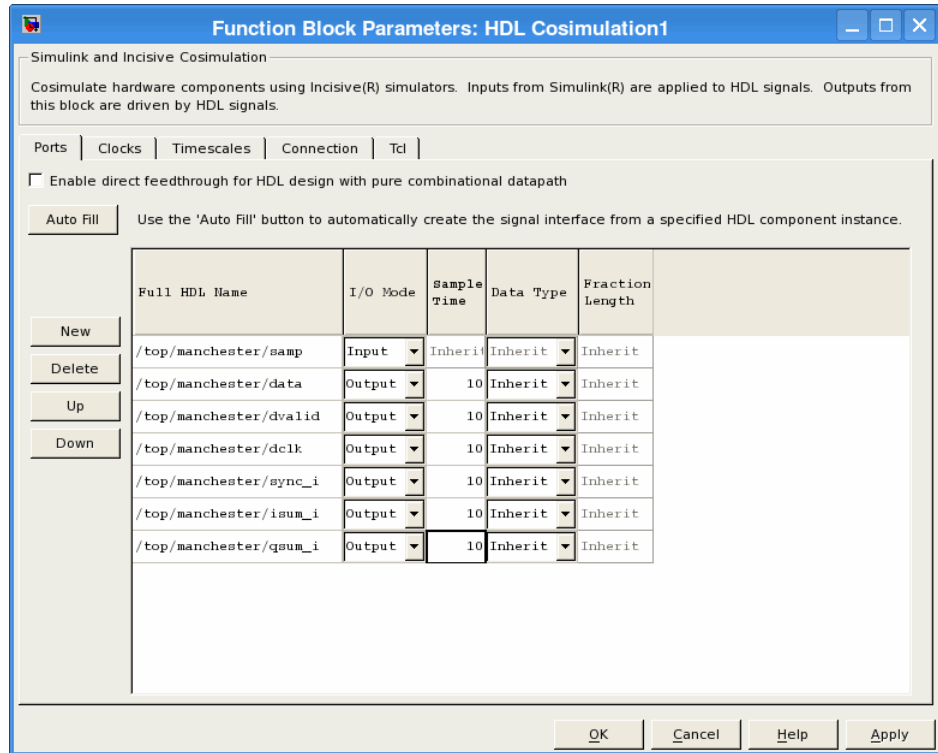 Function Block Parameters: HDL Cosimulation1
Simulink and Incisive Cosimulation
Cosimulate hardware components using Incisive(R) simulators. Inputs from Simulink(R) are applied to HDL signals. Outputs from
this block are driven by HDL signals.
Ports Clocks Timescales Connection Tcl
Enable direct feedthrough for HDL design with pure combinational datapath
Auto Fill Use the 'Auto Fill' button to automatically create the signal interface from a specified HDL component instance.
Full HDL Name I/O Mode Sample Time Data Type Fraction Length
/top/manchester/samp Input Inherit Inherit Inherit
/top/manchester/data Output 10 Inherit Inherit
/top/manchester/dvalid Output 10 Inherit Inherit
/top/manchester/dclk Output 10 Inherit Inherit
/top/manchester/sync_i Output 10 Inherit Inherit
/top/manchester/isum_i Output 10 Inherit Inherit
/top/manchester/qsum_i Output 10 Inherit Inherit
New
Delete
Up
Down
OK Cancel Help Apply